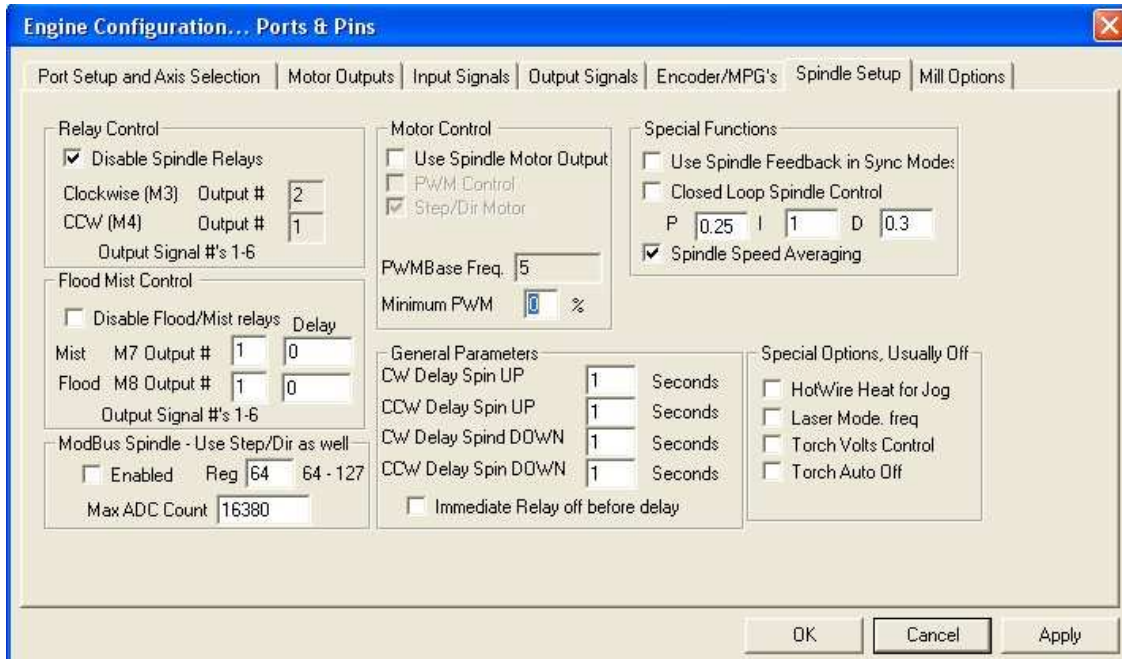 Engine Configuration... Ports & Pins
Port Setup and Axis Selection
Motor Outputs
Input Signals
Output Signals
Encoder/MPG's
Spindle Setup
Mill Options
Relay Control
Disable Spindle Relays
Clockwise (M3) Output # 2
CCW (M4) Output # 1
Output Signal #'s 1-6
Flood Mist Control
Disable Flood/Mist relays Delay
Mist M7 Output # 1 0
Flood M8 Output # 1 0
Output Signal #'s 1-6
ModBus Spindle - Use Step/Dir as well
Enabled Reg 64 64 - 127
Max ADC Count 16380
Motor Control
Use Spindle Motor Output
PWM Control
Step/Dir Motor
PWMBase Freq. 5
Minimum PWM 0 %
General Parameters
CW Delay Spin UP 1 Seconds
CCW Delay Spin UP 1 Seconds
CW Delay Spind DOWN 1 Seconds
CCW Delay Spin DOWN 1 Seconds
Immediate Relay off before delay
Special Functions
Use Spindle Feedback in Sync Modes
Closed Loop Spindle Control
P 0.25 I 1 D 0.3
Spindle Speed Averaging
Special Options, Usually Off
HotWire Heat for Jog
Laser Mode. freq
Torch Volts Control
Torch Auto Off
OK
Cancel
Apply